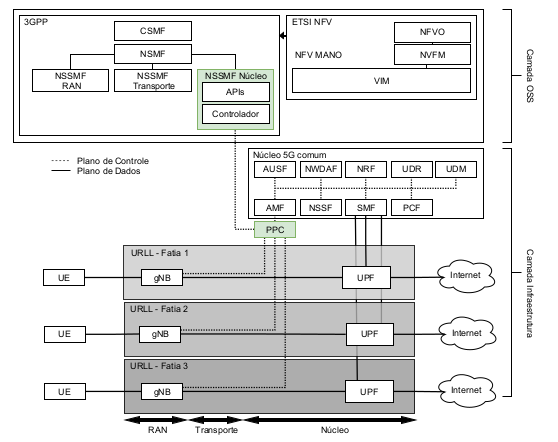 3GPP
CSMF
NSMF
NSSMF
RAN
NSSMF
Transporte
NSSMF Núcleo
APIs
Controlador
ETSI NFV
NFV MANO
NFVO
NVFM
VIM
Camada OSS
Plano de Controle
Plano de Dados
Núcleo 5G comum
AUSF
NWDAF
NRF
UDR
UDM
AMF
NSSF
SMF
PCF
PPC
Camada Infraestrutura
URLL - Fatia 1
UE
gNB
UPF
Internet
URLL - Fatia 2
UE
gNB
UPF
Internet
URLL - Fatia 3
UE
gNB
UPF
Internet
RAN
Transporte
Núcleo